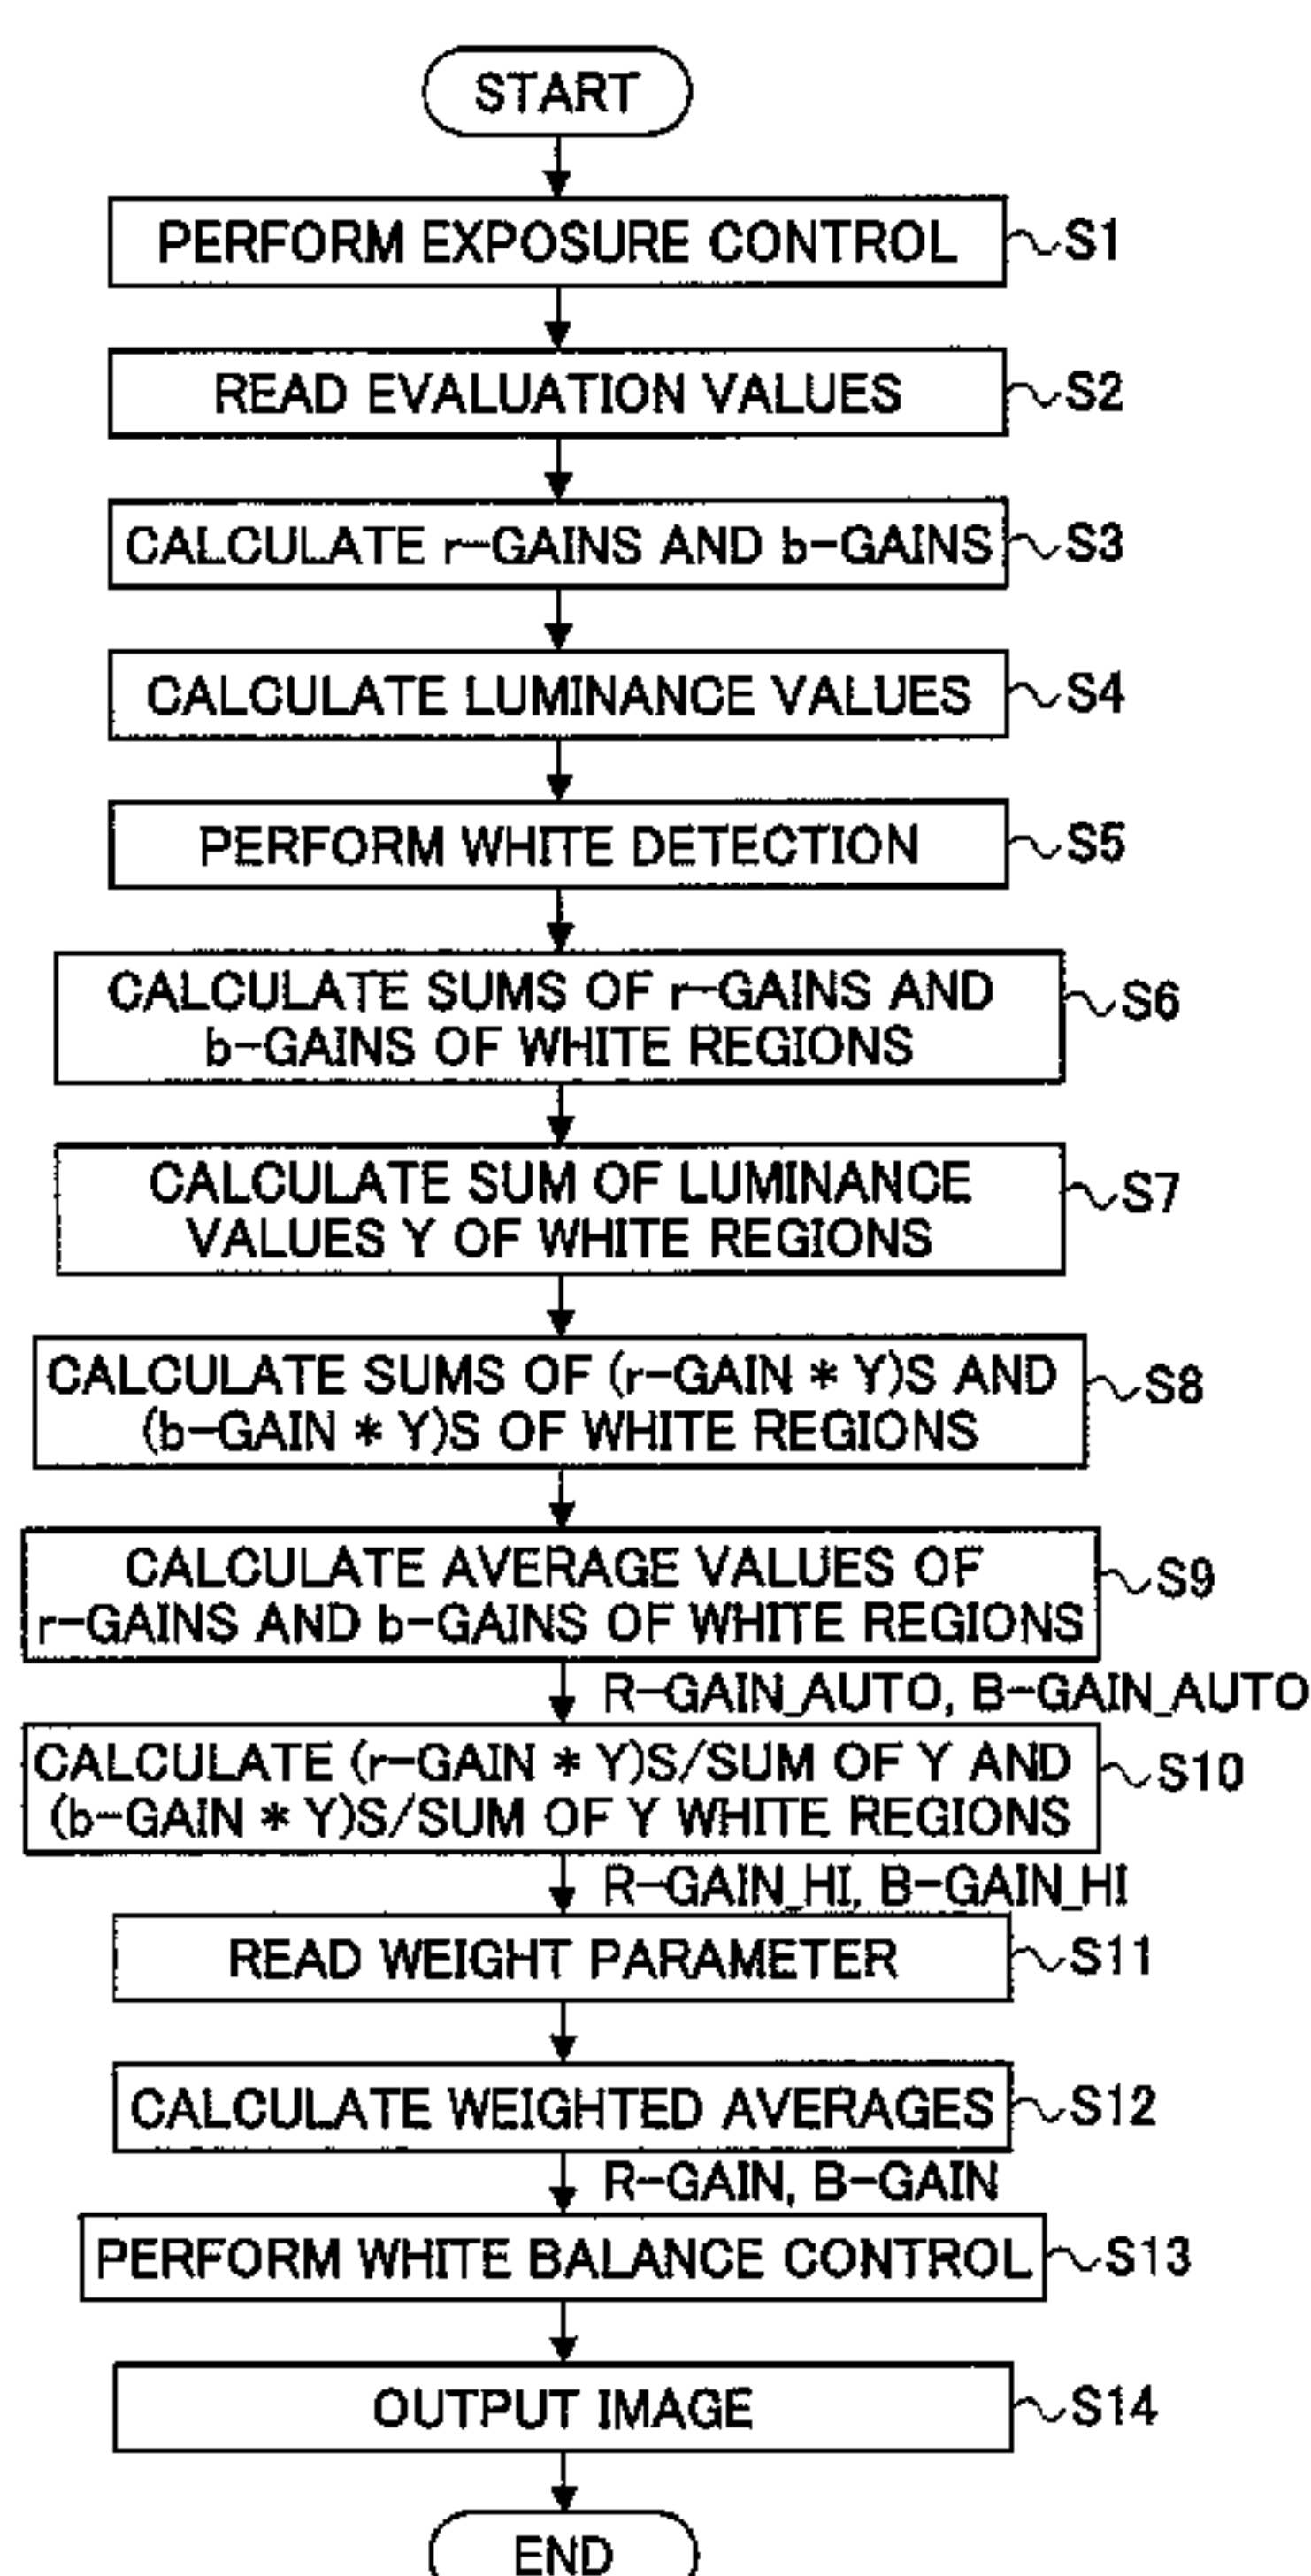 START
PERFORM EXPOSURE CONTROL S1
READ EVALUATION VALUES S2
CALCULATE r-GAINS AND b-GAINS S3
CALCULATE LUMINANCE VALUES S4
PERFORM WHITE DETECTION S5
CALCULATE SUMS OF r-GAINS AND S6
b-GAINS OF WHITE REGIONS
CALCULATE SUM OF LUMINANCE S7
VALUES Y OF WHITE REGIONS
CALCULATE SUMS OF (r-GAIN * Y)S AND S8
(b-GAIN * Y)S OF WHITE REGIONS
CALCULATE AVERAGE VALUES OF S9
r-GAINS AND b-GAINS OF WHITE REGIONS
R-GAIN_AUTO, B-GAIN_AUTO
CALCULATE (r-GAIN * Y)S/SUM OF Y AND S10
(b-GAIN * Y)S/SUM OF Y WHITE REGIONS
R-GAIN_HI, B-GAIN_HI
READ WEIGHT PARAMETER S11
CALCULATE WEIGHTED AVERAGES S12
R-GAIN, B-GAIN
PERFORM WHITE BALANCE CONTROL S13
OUTPUT IMAGE S14
END